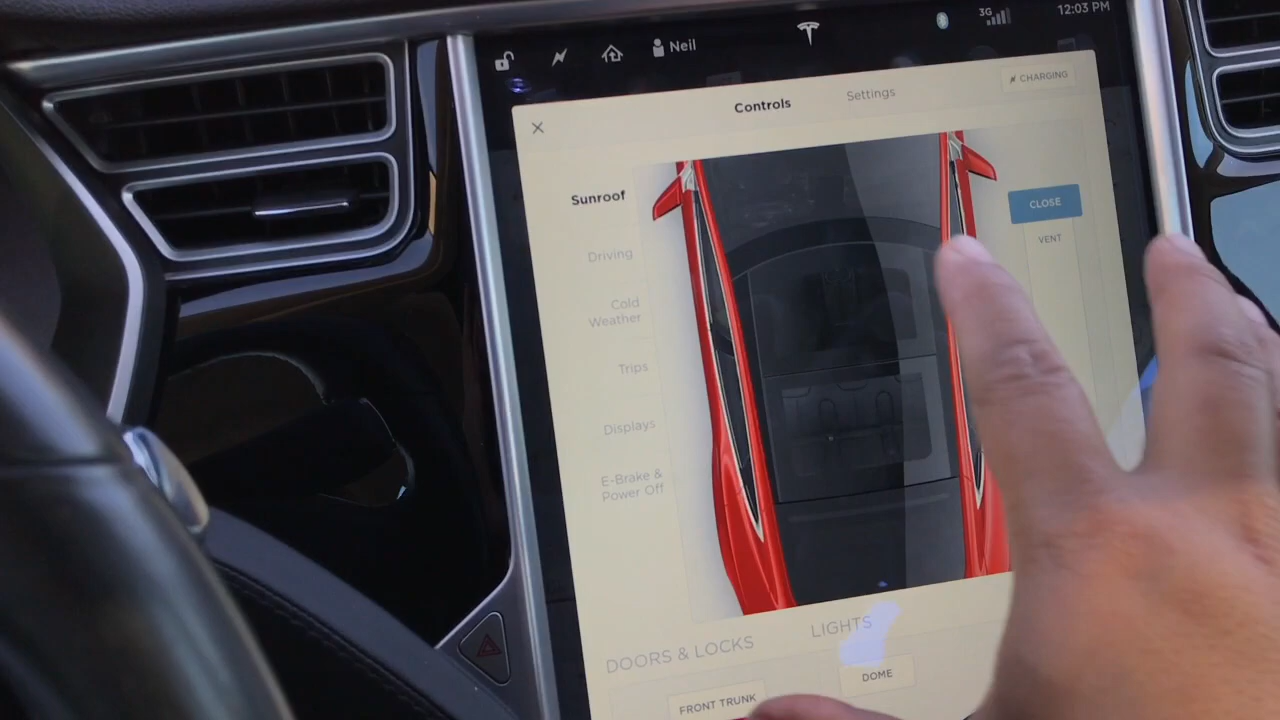 Neil
3G
12:03 PM
Controls
Settings
CHARGING
Sunroof
Driving
Cold
Weather
Trips
Displays
E-Brake &
Power Off
CLOSE
VENT
DOORS & LOCKS
LIGHTS
FRONT TRUNK
DOME